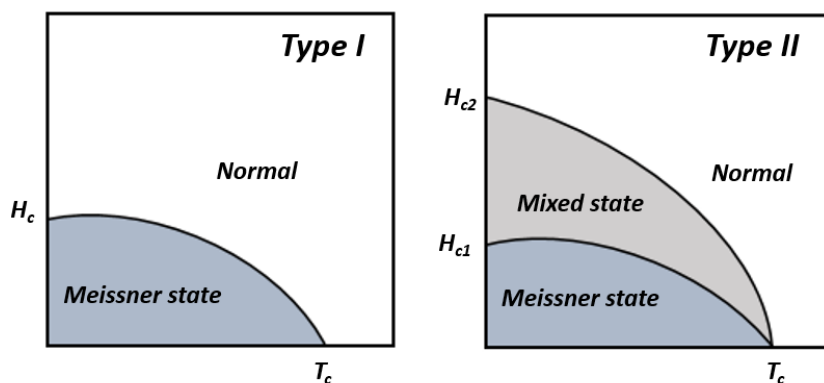 Type I
Normal
H_c
Meissner state
T_c
Type II
H_c2
Normal
Mixed state
H_c1
Meissner state
T_c